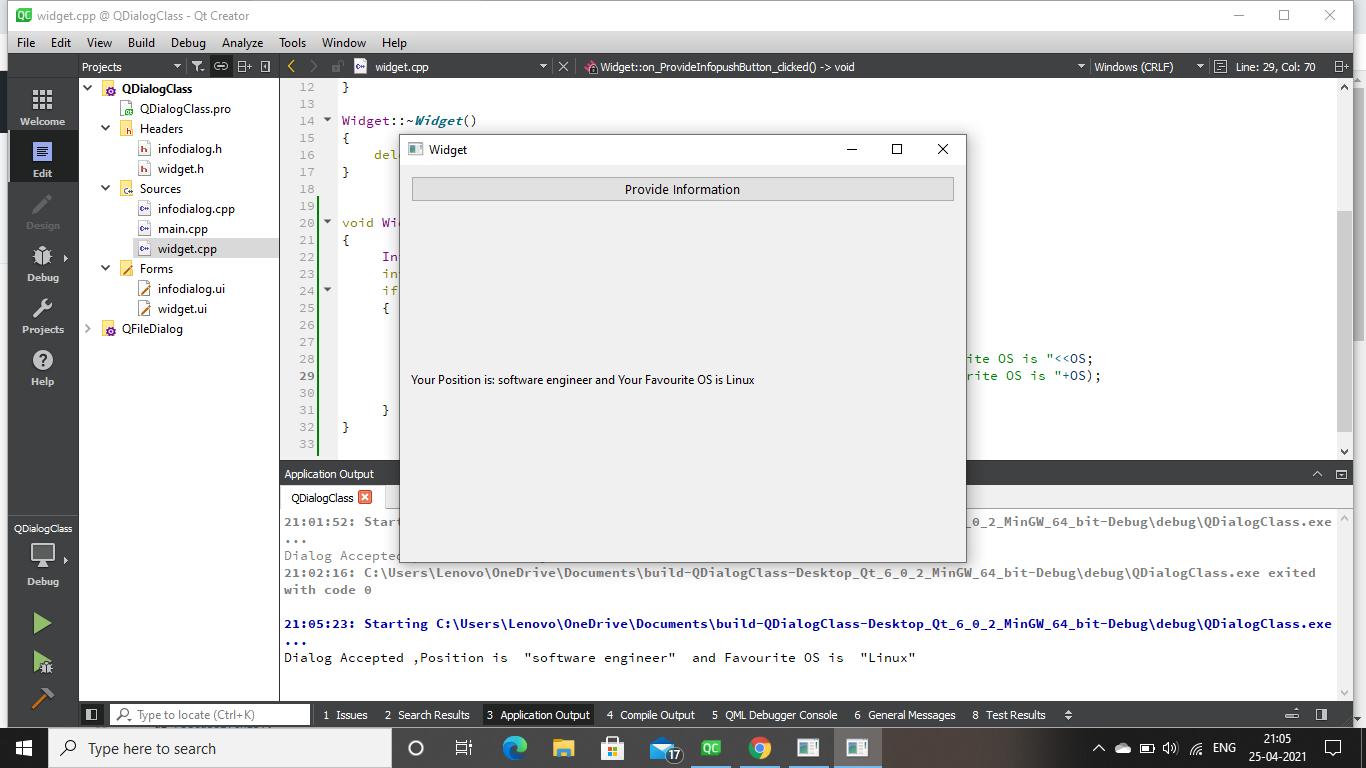 widget.cpp @ QDialogClass - Qt Creator
File Edit View Build Debug Analyze Tools Window Help
Projects
widget.cpp
Widget::on_ProvideInfopushButton_clicked() -> void
Windows (CRLF)
Line: 29, Col: 70
Welcome
Edit
Design
Debug
Projects
Help
QDialogClass
Debug
QDialogClass
QDialogClass.pro
Headers
infodialog.h
widget.h
Sources
infodialog.cpp
main.cpp
widget.cpp
Forms
infodialog.ui
widget.ui
QFileDialog
12 }
13
14 Widget::~Widget()
15 {
16 del
17 }
18
19
20 void Wi
21 {
22 In
23 in
24 if
25 {
26
27
28 ite OS is "<<OS;
29 rite OS is "+OS);
30
31 }
32 }
33
Widget
Provide Information
Your Position is: software engineer and Your Favourite OS is Linux
Application Output
QDialogClass
21:01:52: Start _0_2_MinGW_64_bit-Debug\debug\QDialogClass.exe
...
Dialog Accepted
21:02:16: C:\Users\Lenovo\OneDrive\Documents\build-QDialogClass-Desktop_Qt_6_0_2_MinGW_64_bit-Debug\debug\QDialogClass.exe exited
with code 0
21:05:23: Starting C:\Users\Lenovo\OneDrive\Documents\build-QDialogClass-Desktop_Qt_6_0_2_MinGW_64_bit-Debug\debug\QDialogClass.exe
...
Dialog Accepted ,Position is "software engineer" and Favourite OS is "Linux"
Type to locate (Ctrl+K)
1 Issues 2 Search Results 3 Application Output 4 Compile Output 5 QML Debugger Console 6 General Messages 8 Test Results
Type here to search
17
QC
ENG
21:05
25-04-2021